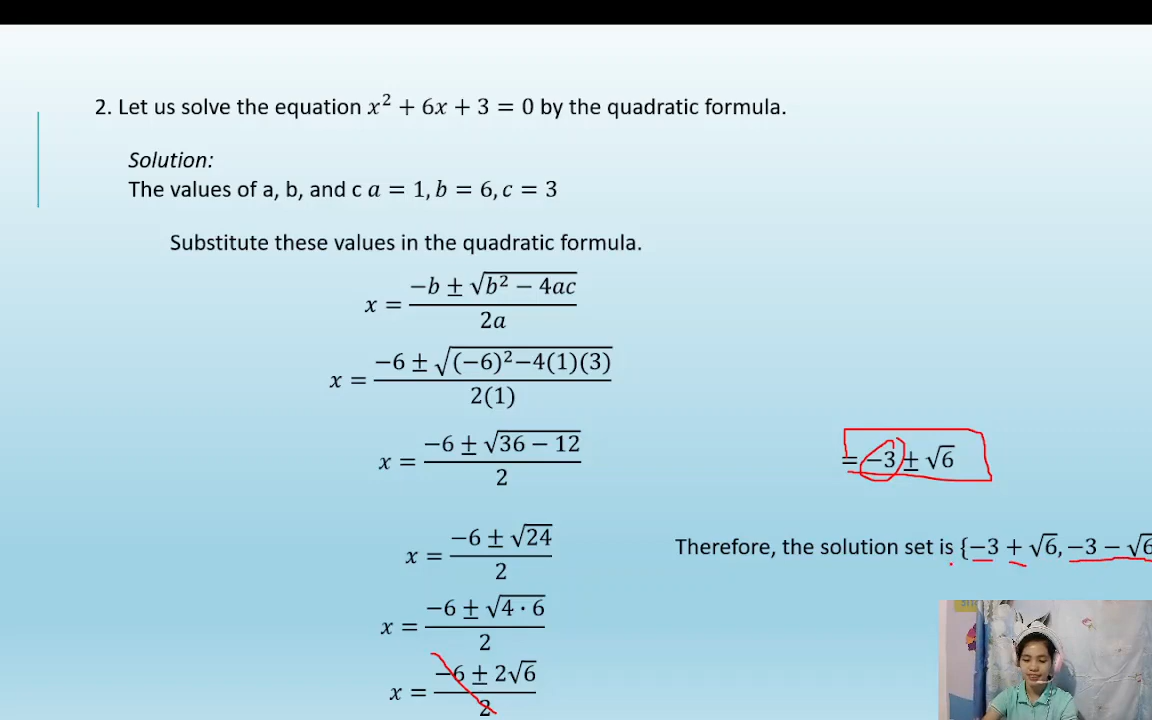 2. Let us solve the equation x² + 6x + 3 = 0 by the quadratic formula.
Solution:
The values of a, b, and c a = 1, b = 6, c = 3
Substitute these values in the quadratic formula.
x = (−b ± √(b² − 4ac)) / 2a
x = (−6 ± √((−6)²−4(1)(3))) / 2(1)
x = (−6 ± √(36 − 12)) / 2
x = (−6 ± √24) / 2
x = (−6 ± √(4 · 6)) / 2
x = (−6 ± 2√6) / 2
= −3 ± √6
Therefore, the solution set is {−3 + √6, −3 − √6